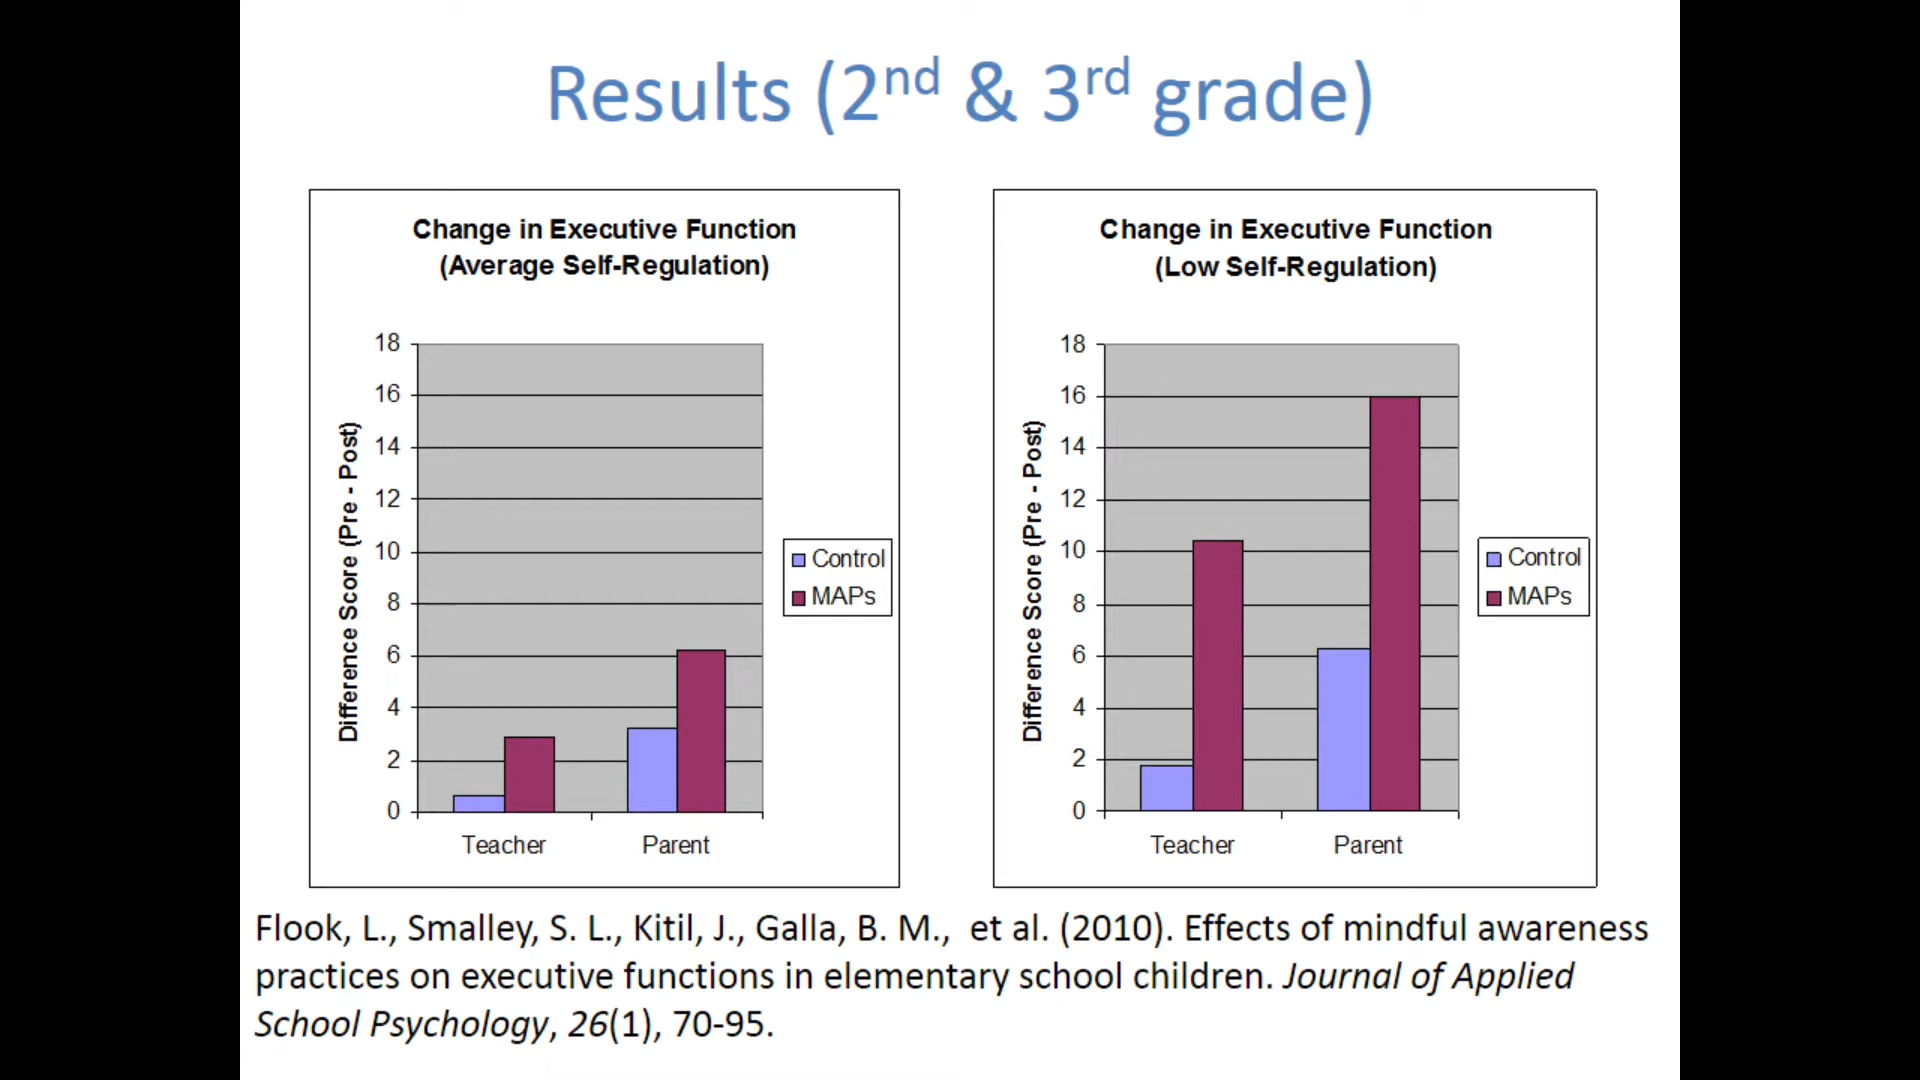 Results (2nd & 3rd grade)
Change in Executive Function
(Average Self-Regulation)
Difference Score (Pre - Post)
18
16
14
12
10
8
6
4
2
0
Teacher
Parent
Control
MAPs
Change in Executive Function
(Low Self-Regulation)
Difference Score (Pre - Post)
18
16
14
12
10
8
6
4
2
0
Teacher
Parent
Control
MAPs
Flook, L., Smalley, S. L., Kitil, J., Galla, B. M., et al. (2010). Effects of mindful awareness
practices on executive functions in elementary school children. Journal of Applied
School Psychology, 26(1), 70-95.